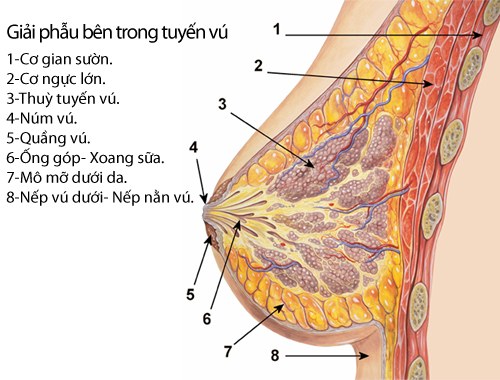 Giải phẫu bên trong tuyến vú
1-Cơ gian sườn.
2-Cơ ngực lớn.
3-Thuỳ tuyến vú.
4-Núm vú.
5-Quầng vú.
6-Ống góp- Xoang sữa.
7-Mô mỡ dưới da.
8-Nếp vú dưới- Nếp nằn vú.
1
2
3
4
5
6
7
8